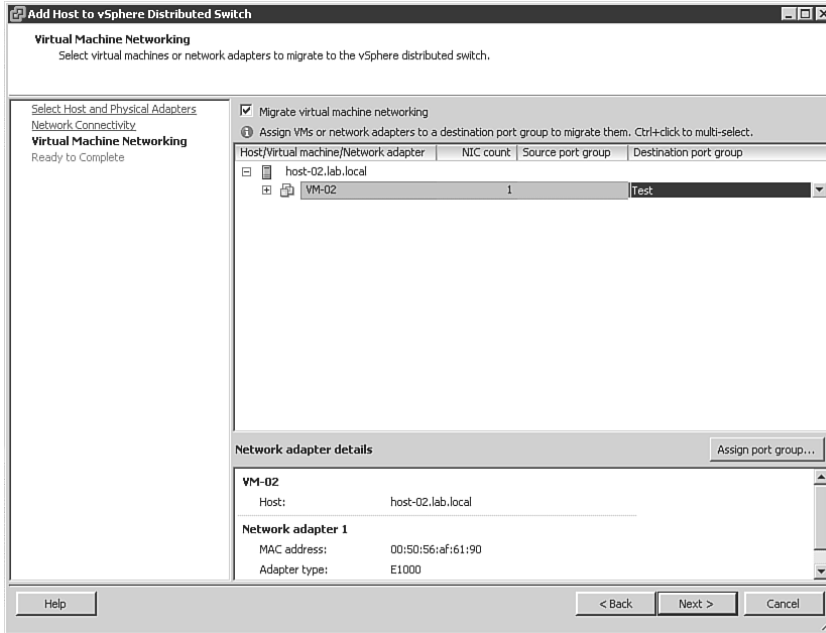 Add Host to vSphere Distributed Switch
Virtual Machine Networking
Select virtual machines or network adapters to migrate to the vSphere distributed switch.
Select Host and Physical Adapters
Network Connectivity
Virtual Machine Networking
Ready to Complete
Migrate virtual machine networking
Assign VMs or network adapters to a destination port group to migrate them. Ctrl+click to multi-select.
Host/Virtual machine/Network adapter NIC count Source port group Destination port group
host-02.lab.local
VM-02 1 Test
Network adapter details Assign port group...
VM-02
Host: host-02.lab.local
Network adapter 1
MAC address: 00:50:56:af:61:90
Adapter type: E1000
Help < Back Next > Cancel